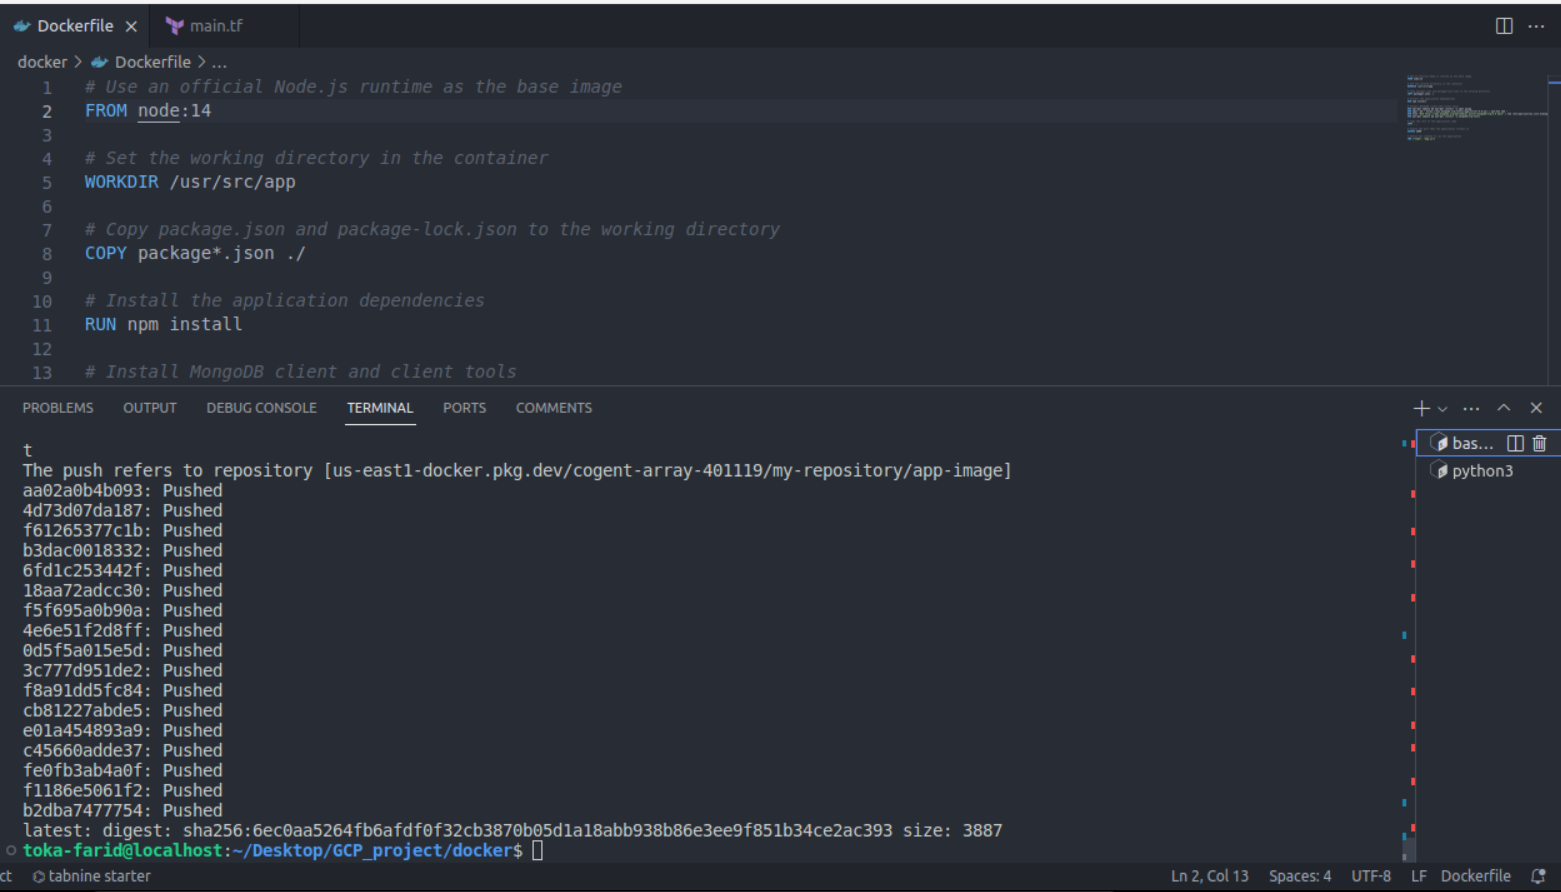 Dockerfile main.tf
docker > Dockerfile > ...
1 # Use an official Node.js runtime as the base image
2 FROM node:14
3
4 # Set the working directory in the container
5 WORKDIR /usr/src/app
6
7 # Copy package.json and package-lock.json to the working directory
8 COPY package*.json ./
9
10 # Install the application dependencies
11 RUN npm install
12
13 # Install MongoDB client and client tools
PROBLEMS OUTPUT DEBUG CONSOLE TERMINAL PORTS COMMENTS
t
The push refers to repository [us-east1-docker.pkg.dev/cogent-array-401119/my-repository/app-image]
aa02a0b4b093: Pushed
4d73d07da187: Pushed
f61265377c1b: Pushed
b3dac0018332: Pushed
6fd1c253442f: Pushed
18aa72adcc30: Pushed
f5f695a0b90a: Pushed
4e6e51f2d8ff: Pushed
0d5f5a015e5d: Pushed
3c777d951de2: Pushed
f8a91dd5fc84: Pushed
cb81227abde5: Pushed
e01a454893a9: Pushed
c45660adde37: Pushed
fe0fb3ab4a0f: Pushed
f1186e5061f2: Pushed
b2dba7477754: Pushed
latest: digest: sha256:6ec0aa5264fb6afdf0f32cb3870b05d1a18abb938b86e3ee9f851b34ce2ac393 size: 3887
toka-farid@localhost:~/Desktop/GCP_project/docker$
bas...
python3
ct tabnine starter Ln 2, Col 13 Spaces: 4 UTF-8 LF Dockerfile